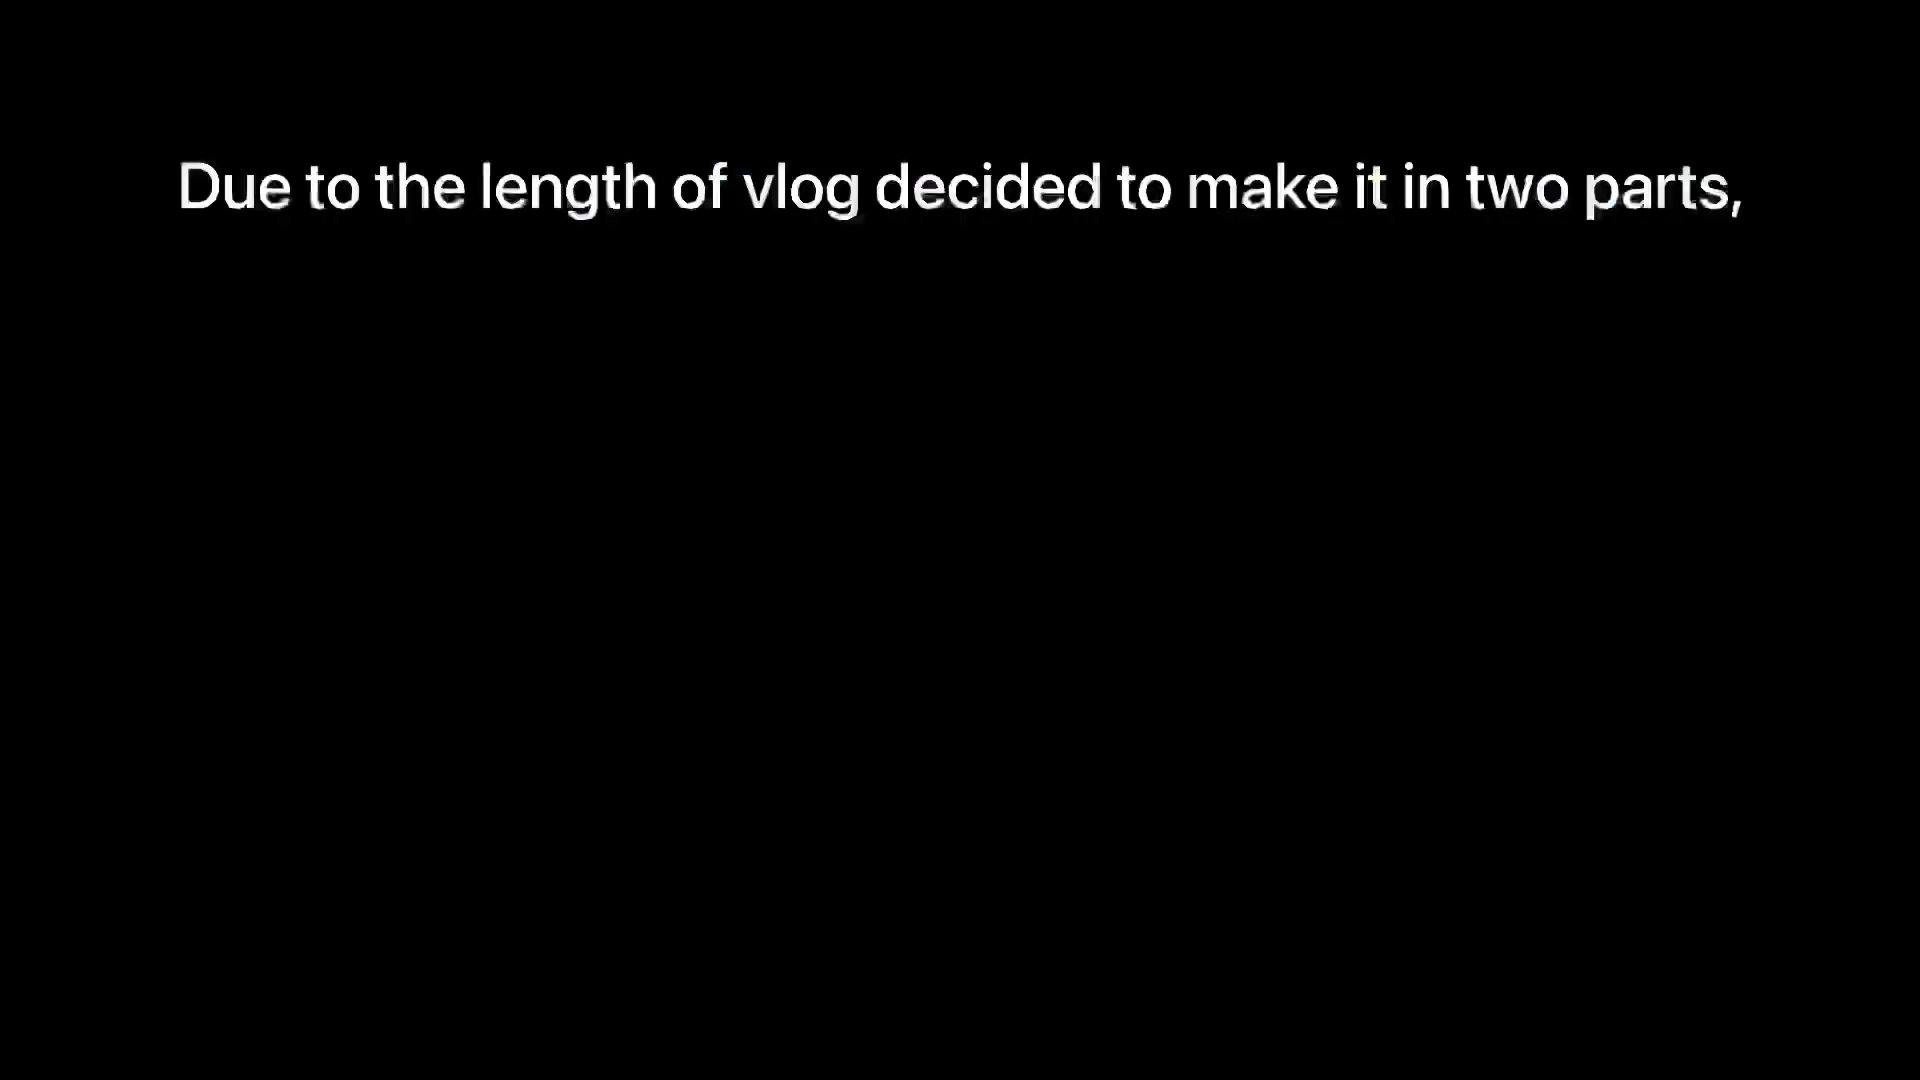 Due to the length of vlog decided to make it in two parts,